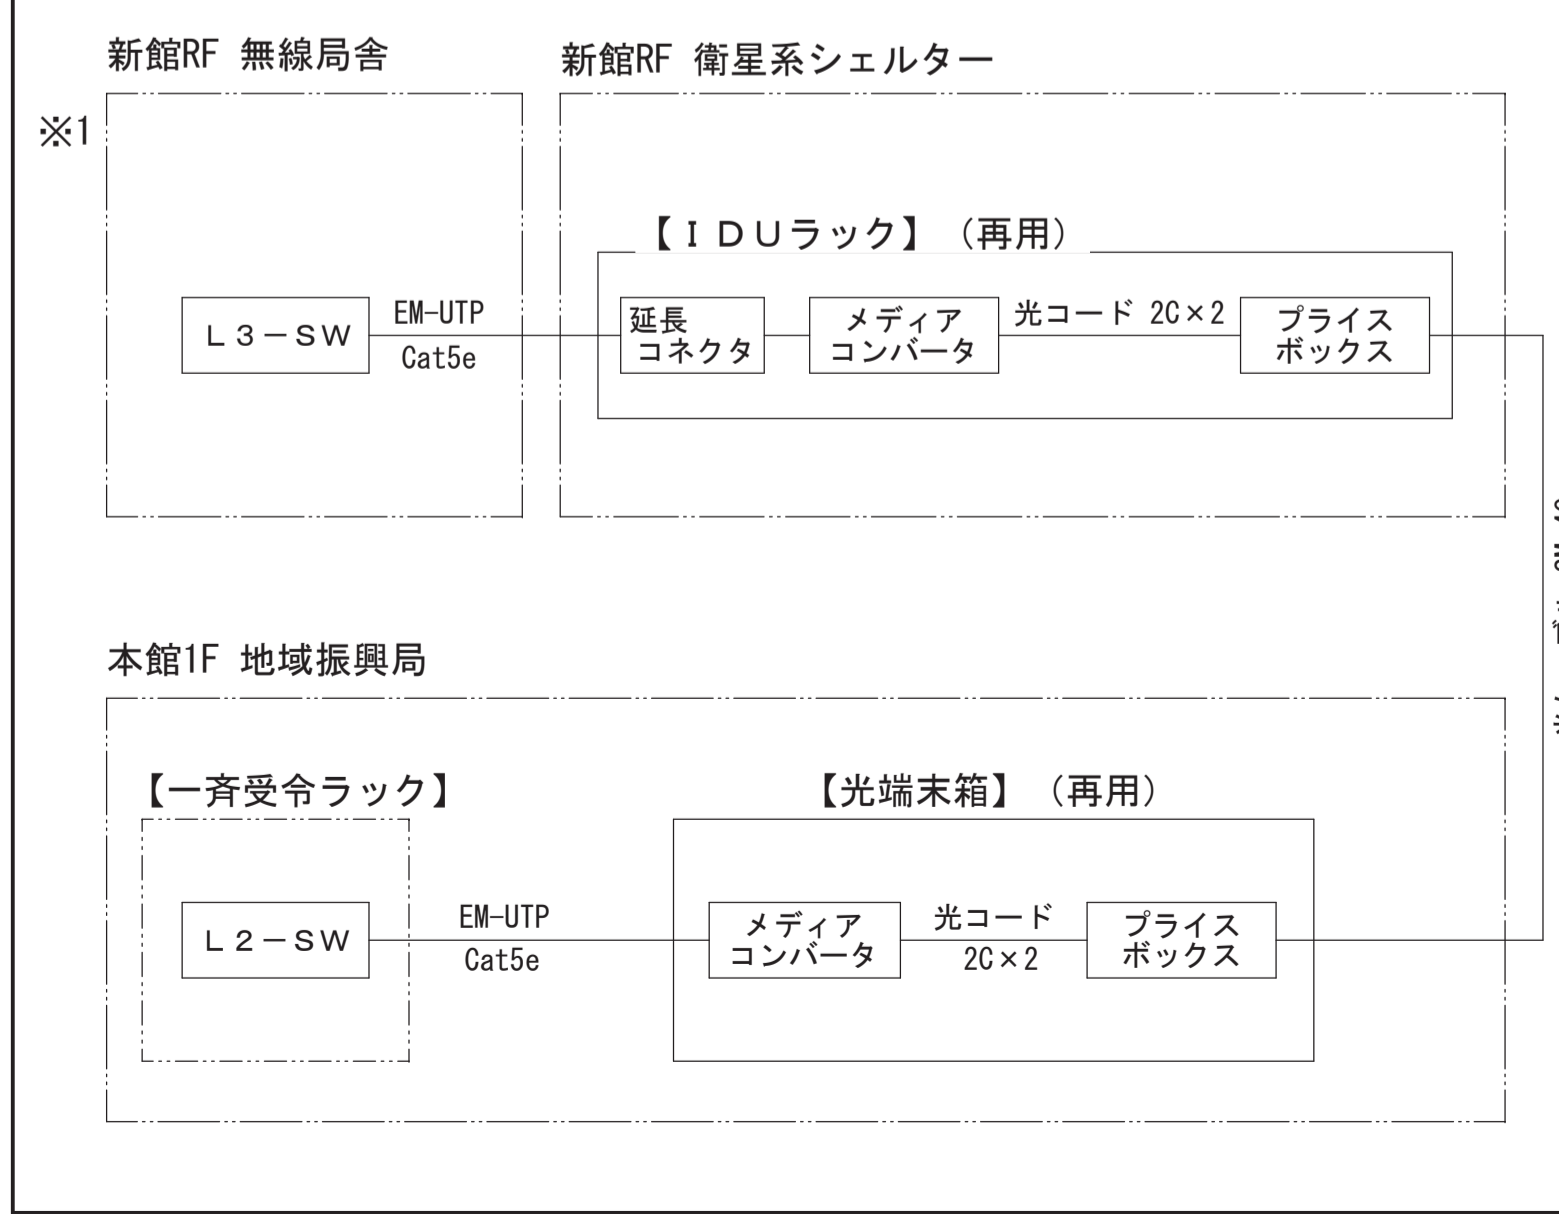 新館RF 無線局舎
新館RF 衛星系シェルター
※1
【ＩＤＵラック】（再用）
Ｌ３－ＳＷ
EM-UTP
Cat5e
延長
コネクタ
メディア
コンバータ
光コード 2C×2
プライス
ボックス
本館1F 地域振興局
【一斉受令ラック】
【光端末箱】（再用）
Ｌ２－ＳＷ
EM-UTP
Cat5e
メディア
コンバータ
光コード
2C×2
プライス
ボックス